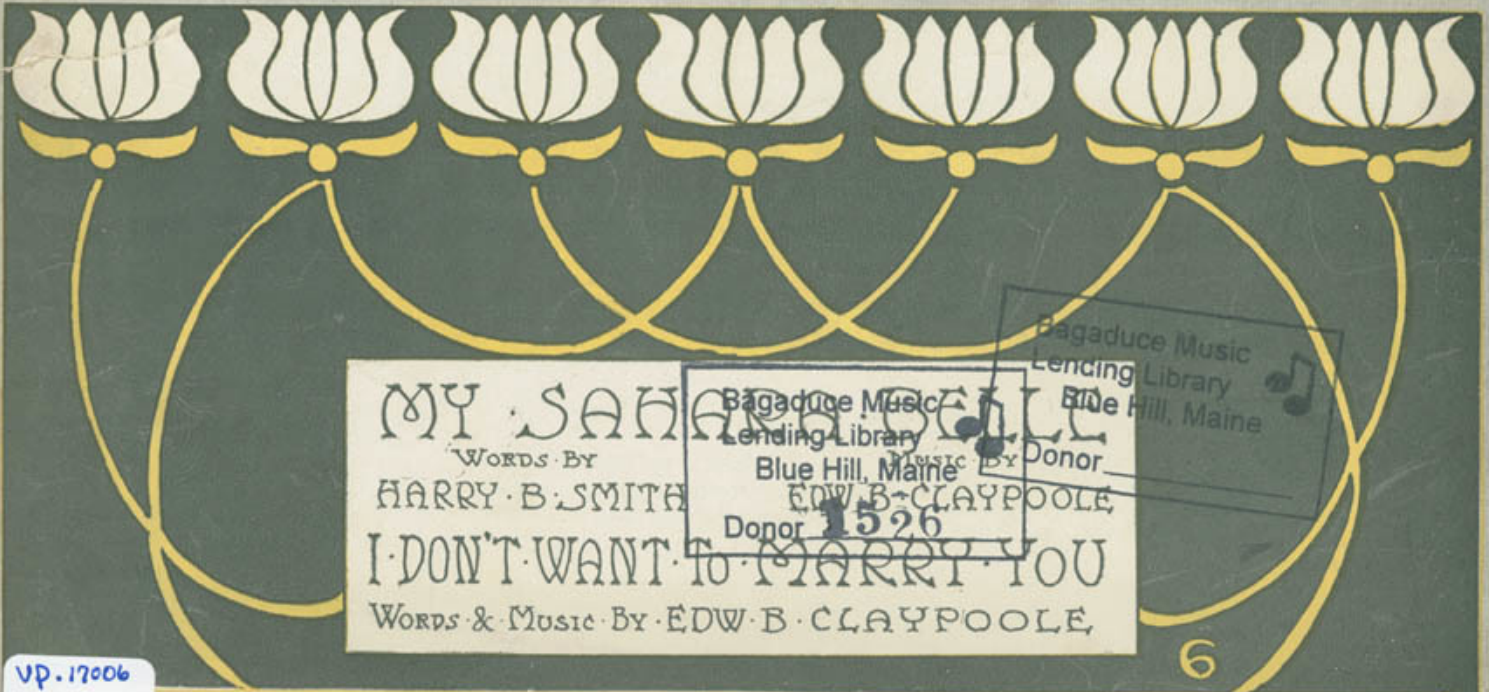 MY · SAHARA · BELLE
WORDS · BY
MUSIC · BY
HARRY · B · SMITH
EDW · B · CLAYPOOLE
I · DON'T · WANT · To · MARRY · YOU
WORDS · & · MUSIC · BY · EDW · B · CLAYPOOLE
Bagaduce Music
Lending Library
Blue Hill, Maine
Donor 1526
Bagaduce Music
Lending Library
Blue Hill, Maine
Donor
6
VP.17006